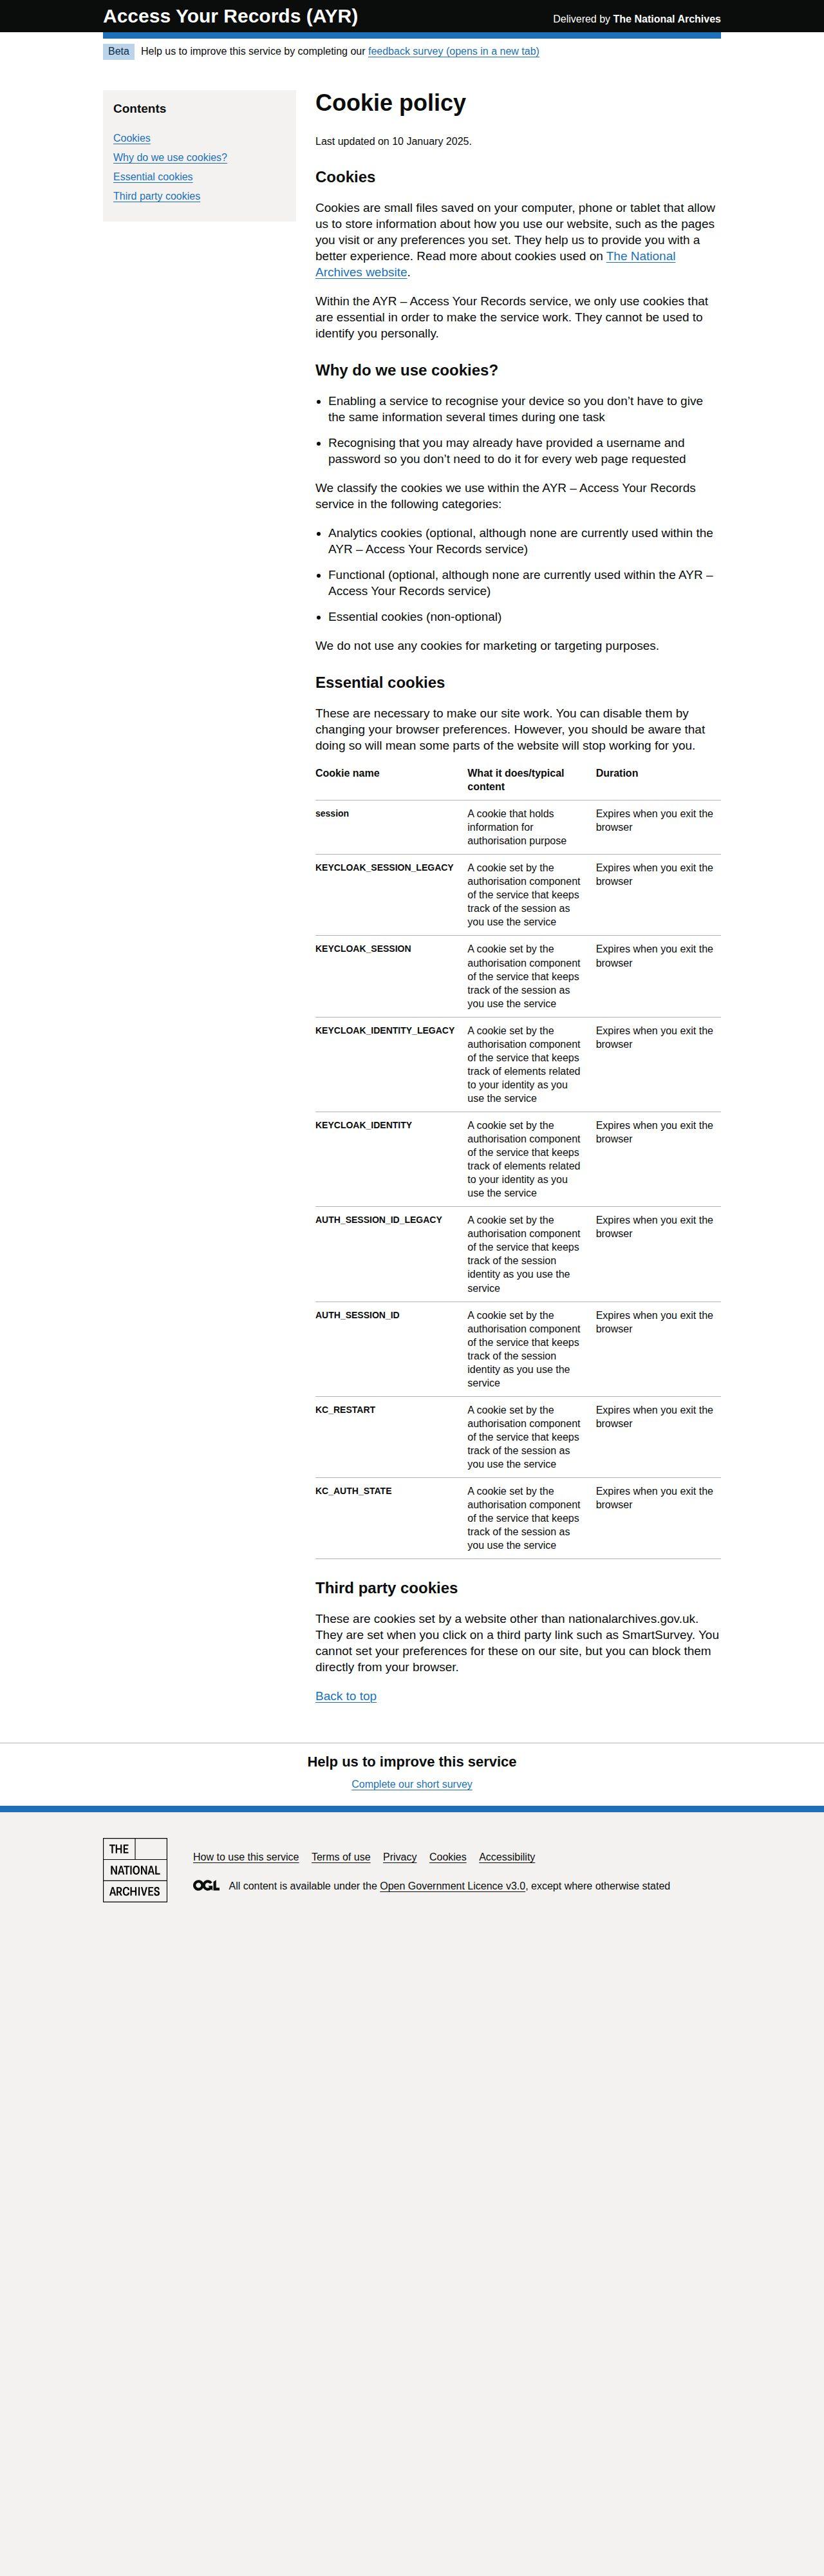 Access Your Records (AYR)
Delivered by The National Archives
Beta
Help us to improve this service by completing our feedback survey (opens in a new tab)
Contents
Cookies
Why do we use cookies?
Essential cookies
Third party cookies
Cookie policy
Last updated on 10 January 2025.
Cookies
Cookies are small files saved on your computer, phone or tablet that allow
us to store information about how you use our website, such as the pages
you visit or any preferences you set. They help us to provide you with a
better experience. Read more about cookies used on The National
Archives website.
Within the AYR – Access Your Records service, we only use cookies that
are essential in order to make the service work. They cannot be used to
identify you personally.
Why do we use cookies?
• Enabling a service to recognise your device so you don’t have to give
the same information several times during one task
• Recognising that you may already have provided a username and
password so you don’t need to do it for every web page requested
We classify the cookies we use within the AYR – Access Your Records
service in the following categories:
• Analytics cookies (optional, although none are currently used within the
AYR – Access Your Records service)
• Functional (optional, although none are currently used within the AYR –
Access Your Records service)
• Essential cookies (non-optional)
We do not use any cookies for marketing or targeting purposes.
Essential cookies
These are necessary to make our site work. You can disable them by
changing your browser preferences. However, you should be aware that
doing so will mean some parts of the website will stop working for you.
Cookie name
What it does/typical
content
Duration
session
A cookie that holds
information for
authorisation purpose
Expires when you exit the
browser
KEYCLOAK_SESSION_LEGACY
A cookie set by the
authorisation component
of the service that keeps
track of the session as
you use the service
Expires when you exit the
browser
KEYCLOAK_SESSION
A cookie set by the
authorisation component
of the service that keeps
track of the session as
you use the service
Expires when you exit the
browser
KEYCLOAK_IDENTITY_LEGACY
A cookie set by the
authorisation component
of the service that keeps
track of elements related
to your identity as you
use the service
Expires when you exit the
browser
KEYCLOAK_IDENTITY
A cookie set by the
authorisation component
of the service that keeps
track of elements related
to your identity as you
use the service
Expires when you exit the
browser
AUTH_SESSION_ID_LEGACY
A cookie set by the
authorisation component
of the service that keeps
track of the session
identity as you use the
service
Expires when you exit the
browser
AUTH_SESSION_ID
A cookie set by the
authorisation component
of the service that keeps
track of the session
identity as you use the
service
Expires when you exit the
browser
KC_RESTART
A cookie set by the
authorisation component
of the service that keeps
track of the session as
you use the service
Expires when you exit the
browser
KC_AUTH_STATE
A cookie set by the
authorisation component
of the service that keeps
track of the session as
you use the service
Expires when you exit the
browser
Third party cookies
These are cookies set by a website other than nationalarchives.gov.uk.
They are set when you click on a third party link such as SmartSurvey. You
cannot set your preferences for these on our site, but you can block them
directly from your browser.
Back to top
Help us to improve this service
Complete our short survey
THE
NATIONAL
ARCHIVES
How to use this service Terms of use Privacy Cookies Accessibility
OGL All content is available under the Open Government Licence v3.0, except where otherwise stated